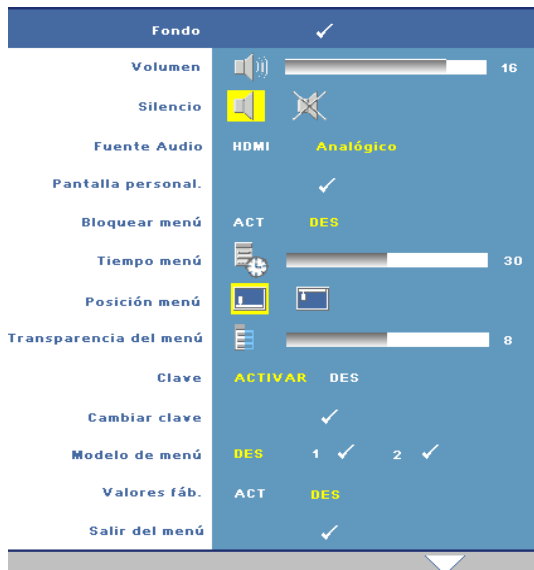 Fondo
Volumen 16
Silencio
Fuente Audio HDMI Analógico
Pantalla personal.
Bloquear menú ACT DES
Tiempo menú 30
Posición menú
Transparencia del menú 8
Clave ACTIVAR DES
Cambiar clave
Modelo de menú DES 1 2
Valores fáb. ACT DES
Salir del menú